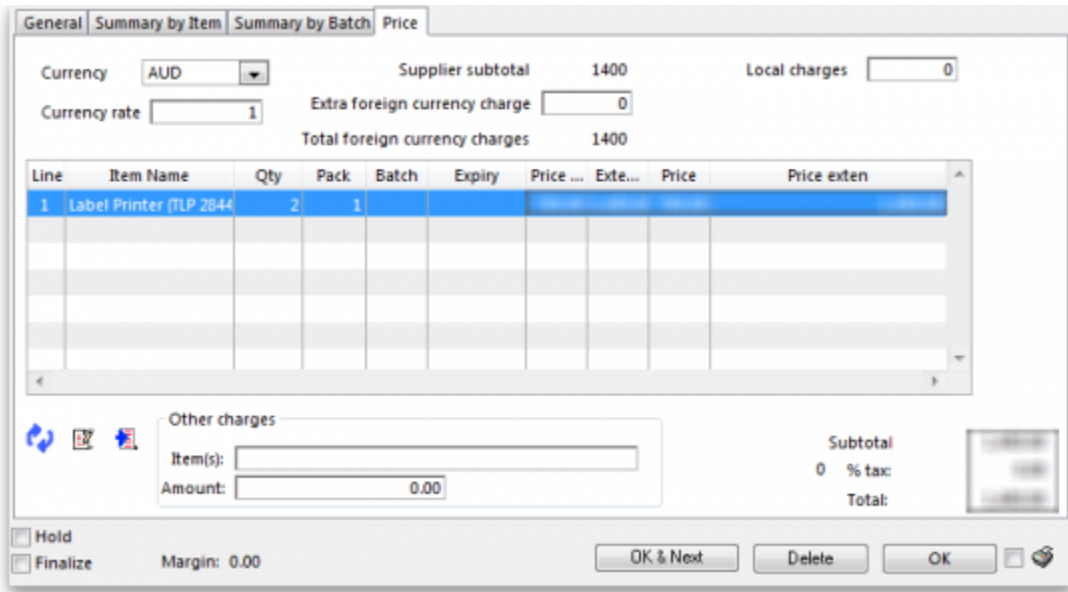 General Summary by Item Summary by Batch Price
Currency AUD Supplier subtotal 1400 Local charges 0
Currency rate 1 Extra foreign currency charge 0
Total foreign currency charges 1400
Line Item Name Qty Pack Batch Expiry Price ... Exte... Price Price exten
1 Label Printer (TLP 2844 2 1
Other charges
Item(s):
Amount: 0.00
Subtotal
0 % tax:
Total:
Hold
Finalize Margin: 0.00 OK & Next Delete OK